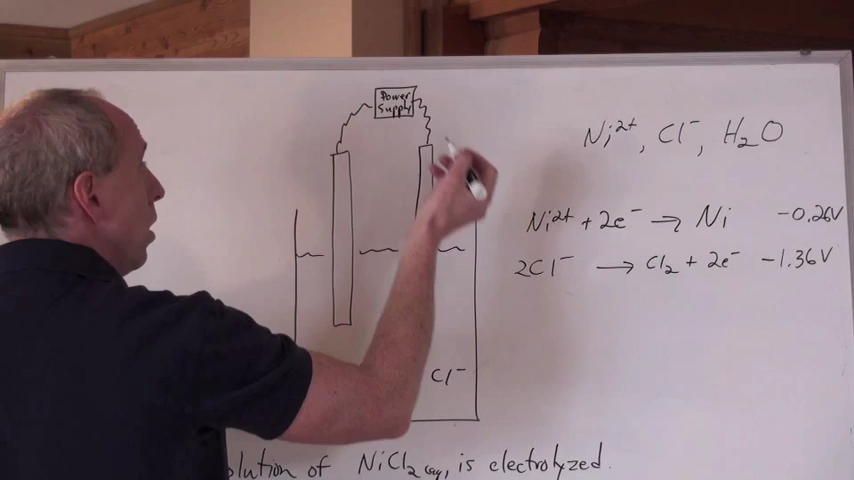 Power
Supply
Ni²⁺, Cl⁻, H₂O
Ni²⁺ + 2e⁻ → Ni -0.26V
2Cl⁻ → Cl₂ + 2e⁻ -1.36V
Cl⁻
of NiCl₂(aq) is electrolyzed.